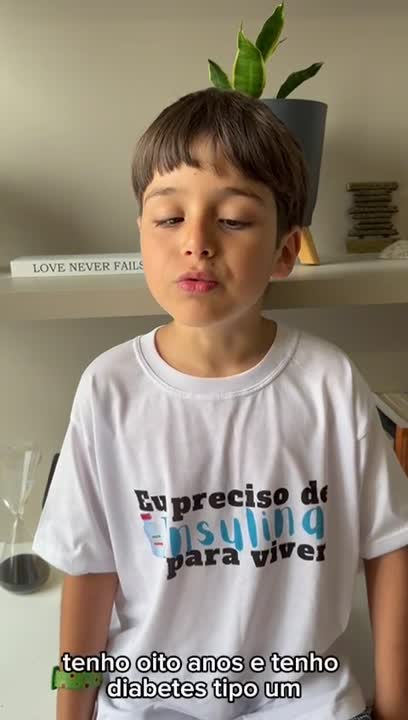 LOVE NEVER FAILS
Eu preciso de
insulina
para viver
tenho oito anos e tenho
diabetes tipo um